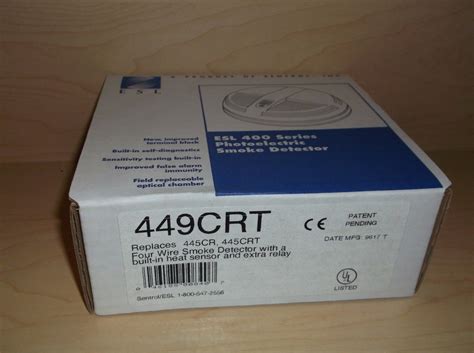 A PRODUCT OF SENTROL, INC.
ESL
New improved
terminal block
Built-in self-diagnostics
Sensitivity testing built-in
Improved false alarm
immunity
Field replaceable
optical chamber
ESL 400 Series
Photoelectric
Smoke Detector
449CRT
Replaces 445CR, 445CRT
Four Wire Smoke Detector with a
built-in heat sensor and extra relay
Sentrol/ESL 1-800-547-2556
CE
PATENT
PENDING
DATE MFG: 9617 T
UL
LISTED